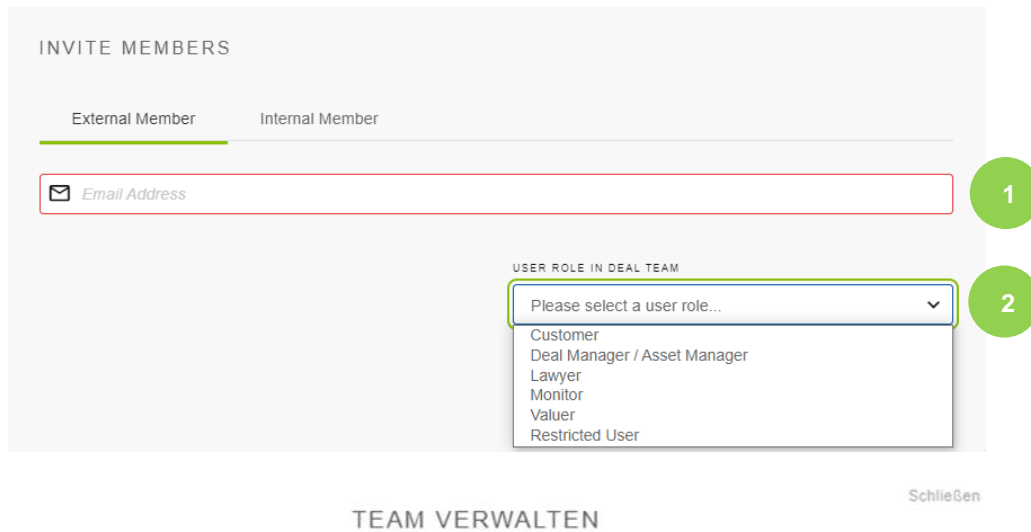 INVITE MEMBERS
External Member Internal Member
Email Address
1
USER ROLE IN DEAL TEAM
Please select a user role...
2
Customer
Deal Manager / Asset Manager
Lawyer
Monitor
Valuer
Restricted User
Schließen
TEAM VERWALTEN